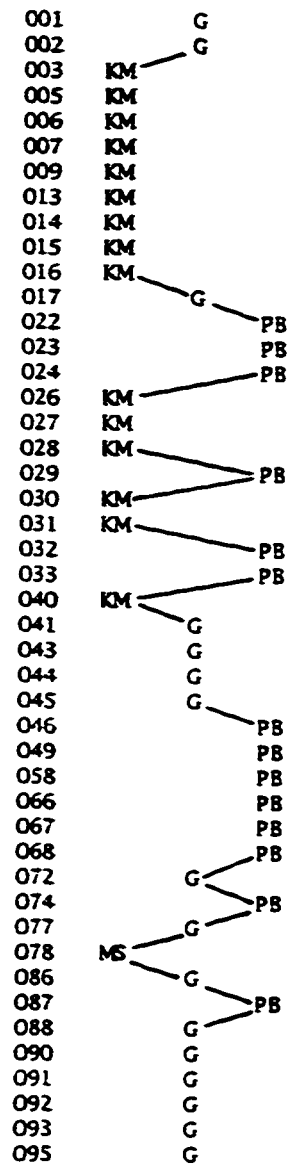 001 G
002 G
003 KM
005 KM
006 KM
007 KM
009 KM
013 KM
014 KM
015 KM
016 KM
017 G
022 PB
023 PB
024 PB
026 KM
027 KM
028 KM
029 PB
030 KM
031 KM
032 PB
033 PB
040 KM
041 G
043 G
044 G
045 G
046 PB
049 PB
058 PB
066 PB
067 PB
068 PB
072 G
074 PB
077 G
078 MS
086 G
087 PB
088 G
090 G
091 G
092 G
093 G
095 G